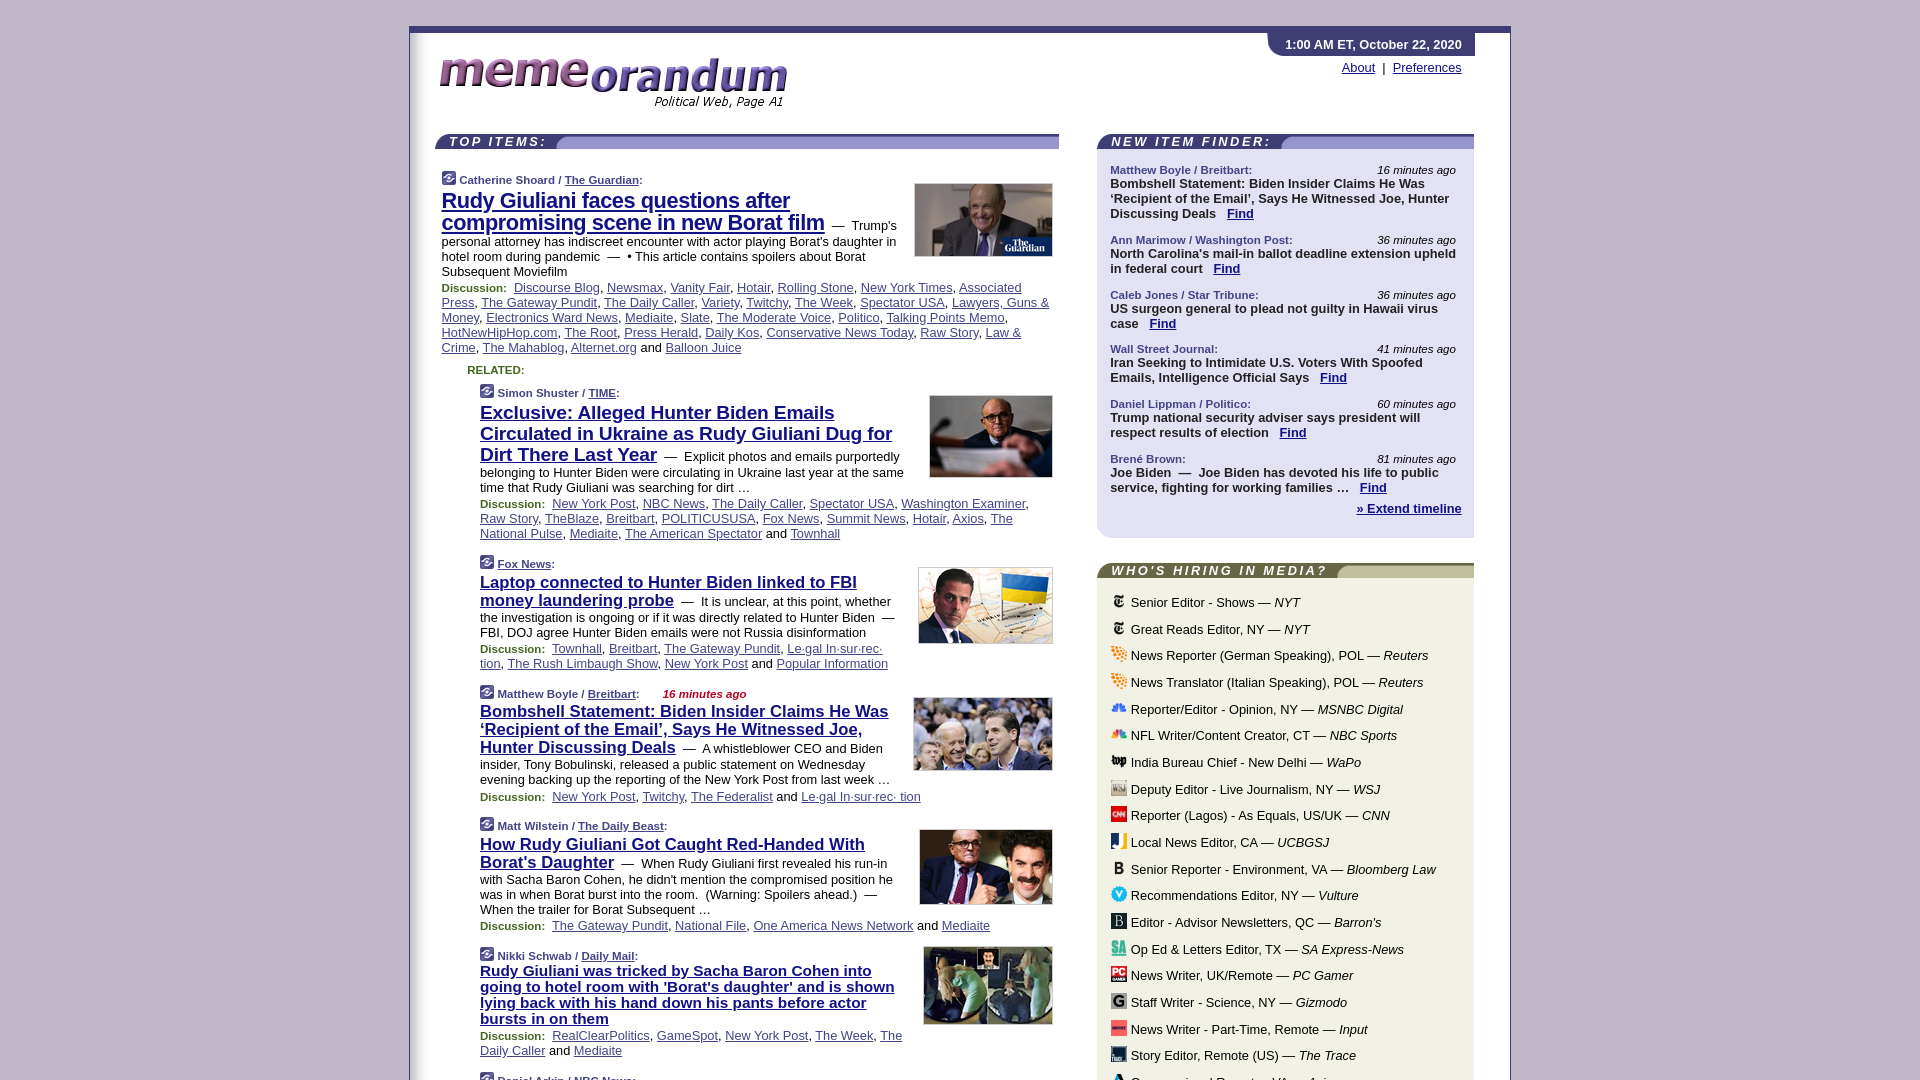 1:00 AM ET, October 22, 2020
About | Preferences
memeorandum
Political Web, Page A1
TOP ITEMS:
Catherine Shoard / The Guardian:
Rudy Giuliani faces questions after
compromising scene in new Borat film — Trump's
personal attorney has indiscreet encounter with actor playing Borat's daughter in
hotel room during pandemic — • This article contains spoilers about Borat
Subsequent Moviefilm
The Guardian
Discussion: Discourse Blog, Newsmax, Vanity Fair, Hotair, Rolling Stone, New York Times, Associated
Press, The Gateway Pundit, The Daily Caller, Variety, Twitchy, The Week, Spectator USA, Lawyers, Guns &
Money, Electronics Ward News, Mediaite, Slate, The Moderate Voice, Politico, Talking Points Memo,
HotNewHipHop.com, The Root, Press Herald, Daily Kos, Conservative News Today, Raw Story, Law &
Crime, The Mahablog, Alternet.org and Balloon Juice
RELATED:
Simon Shuster / TIME:
Exclusive: Alleged Hunter Biden Emails
Circulated in Ukraine as Rudy Giuliani Dug for
Dirt There Last Year — Explicit photos and emails purportedly
belonging to Hunter Biden were circulating in Ukraine last year at the same
time that Rudy Giuliani was searching for dirt …
Discussion: New York Post, NBC News, The Daily Caller, Spectator USA, Washington Examiner,
Raw Story, TheBlaze, Breitbart, POLITICUSUSA, Fox News, Summit News, Hotair, Axios, The
National Pulse, Mediaite, The American Spectator and Townhall
Fox News:
Laptop connected to Hunter Biden linked to FBI
money laundering probe — It is unclear, at this point, whether
the investigation is ongoing or if it was directly related to Hunter Biden —
FBI, DOJ agree Hunter Biden emails were not Russia disinformation
Discussion: Townhall, Breitbart, The Gateway Pundit, Le·gal In·sur·rec·
tion, The Rush Limbaugh Show, New York Post and Popular Information
Matthew Boyle / Breitbart: 16 minutes ago
Bombshell Statement: Biden Insider Claims He Was
‘Recipient of the Email’, Says He Witnessed Joe,
Hunter Discussing Deals — A whistleblower CEO and Biden
insider, Tony Bobulinski, released a public statement on Wednesday
evening backing up the reporting of the New York Post from last week …
Discussion: New York Post, Twitchy, The Federalist and Le·gal In·sur·rec· tion
Matt Wilstein / The Daily Beast:
How Rudy Giuliani Got Caught Red-Handed With
Borat's Daughter — When Rudy Giuliani first revealed his run-in
with Sacha Baron Cohen, he didn't mention the compromised position he
was in when Borat burst into the room. (Warning: Spoilers ahead.) —
When the trailer for Borat Subsequent …
Discussion: The Gateway Pundit, National File, One America News Network and Mediaite
Nikki Schwab / Daily Mail:
Rudy Giuliani was tricked by Sacha Baron Cohen into
going to hotel room with 'Borat's daughter' and is shown
lying back with his hand down his pants before actor
bursts in on them
Discussion: RealClearPolitics, GameSpot, New York Post, The Week, The
Daily Caller and Mediaite
Daniel Arkin / NBC News:
NEW ITEM FINDER:
Matthew Boyle / Breitbart: 16 minutes ago
Bombshell Statement: Biden Insider Claims He Was
‘Recipient of the Email’, Says He Witnessed Joe, Hunter
Discussing Deals Find
Ann Marimow / Washington Post: 36 minutes ago
North Carolina's mail-in ballot deadline extension upheld
in federal court Find
Caleb Jones / Star Tribune: 36 minutes ago
US surgeon general to plead not guilty in Hawaii virus
case Find
Wall Street Journal: 41 minutes ago
Iran Seeking to Intimidate U.S. Voters With Spoofed
Emails, Intelligence Official Says Find
Daniel Lippman / Politico: 60 minutes ago
Trump national security adviser says president will
respect results of election Find
Brené Brown: 81 minutes ago
Joe Biden — Joe Biden has devoted his life to public
service, fighting for working families … Find
» Extend timeline
WHO'S HIRING IN MEDIA?
Senior Editor - Shows — NYT
Great Reads Editor, NY — NYT
News Reporter (German Speaking), POL — Reuters
News Translator (Italian Speaking), POL — Reuters
Reporter/Editor - Opinion, NY — MSNBC Digital
NFL Writer/Content Creator, CT — NBC Sports
wp India Bureau Chief - New Delhi — WaPo
WSJ Deputy Editor - Live Journalism, NY — WSJ
CNN Reporter (Lagos) - As Equals, US/UK — CNN
Local News Editor, CA — UCBGSJ
B Senior Reporter - Environment, VA — Bloomberg Law
V Recommendations Editor, NY — Vulture
B Editor - Advisor Newsletters, QC — Barron's
SA Op Ed & Letters Editor, TX — SA Express-News
PC GAMER News Writer, UK/Remote — PC Gamer
G Staff Writer - Science, NY — Gizmodo
News Writer - Part-Time, Remote — Input
Story Editor, Remote (US) — The Trace